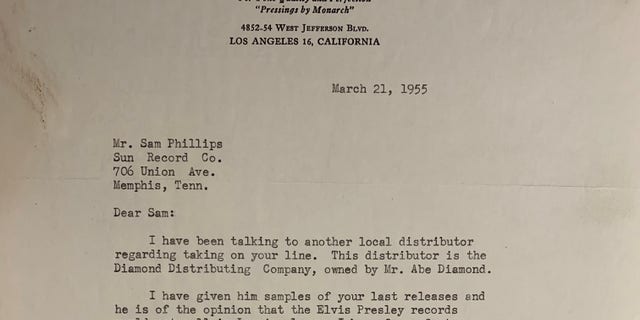 "Pressings by Monarch"
4852-54 West Jefferson Blvd.
LOS ANGELES 16, CALIFORNIA
March 21, 1955
Mr. Sam Phillips
Sun Record Co.
706 Union Ave.
Memphis, Tenn.
Dear Sam:
I have been talking to another local distributor
regarding taking on your line. This distributor is the
Diamond Distributing Company, owned by Mr. Abe Diamond.
I have given him samples of your last releases and
he is of the opinion that the Elvis Presley records